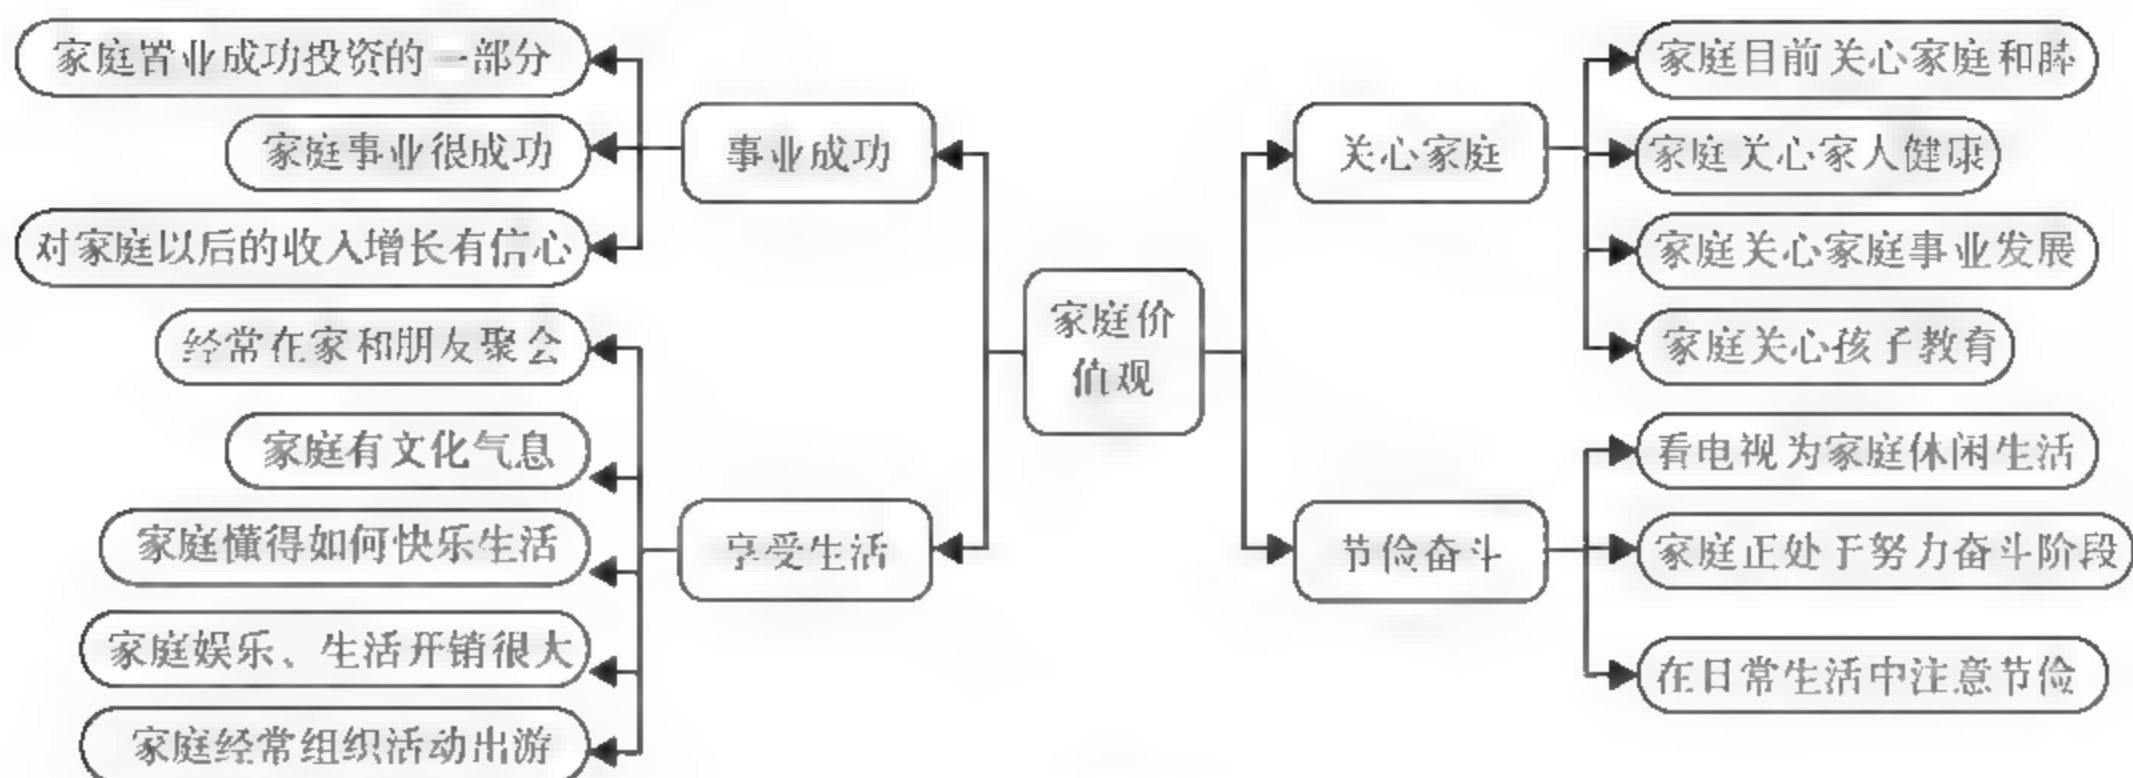 家庭置业成功投资的一部分
家庭事业很成功
对家庭以后的收入增长有信心
事业成功
经常在家和朋友聚会
家庭有文化气息
家庭懂得如何快乐生活
家庭娱乐、生活开销很大
家庭经常组织活动出游
享受生活
家庭价
值观
关心家庭
家庭目前关心家庭和睦
家庭关心家人健康
家庭关心家庭事业发展
家庭关心孩子教育
节俭奋斗
看电视为家庭休闲生活
家庭正处于努力奋斗阶段
在日常生活中注意节俭